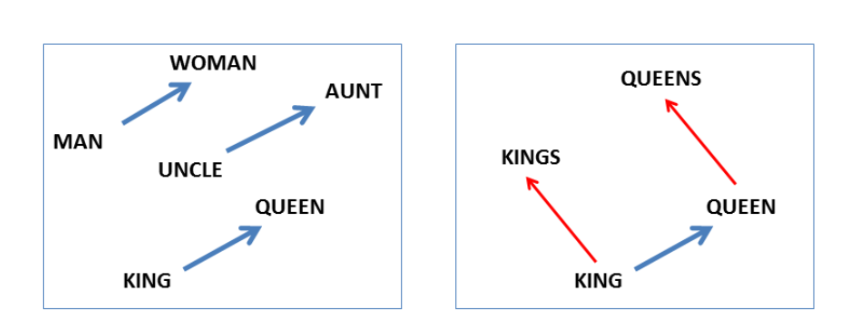 WOMAN
AUNT
MAN
UNCLE
QUEEN
KING
QUEENS
KINGS
QUEEN
KING